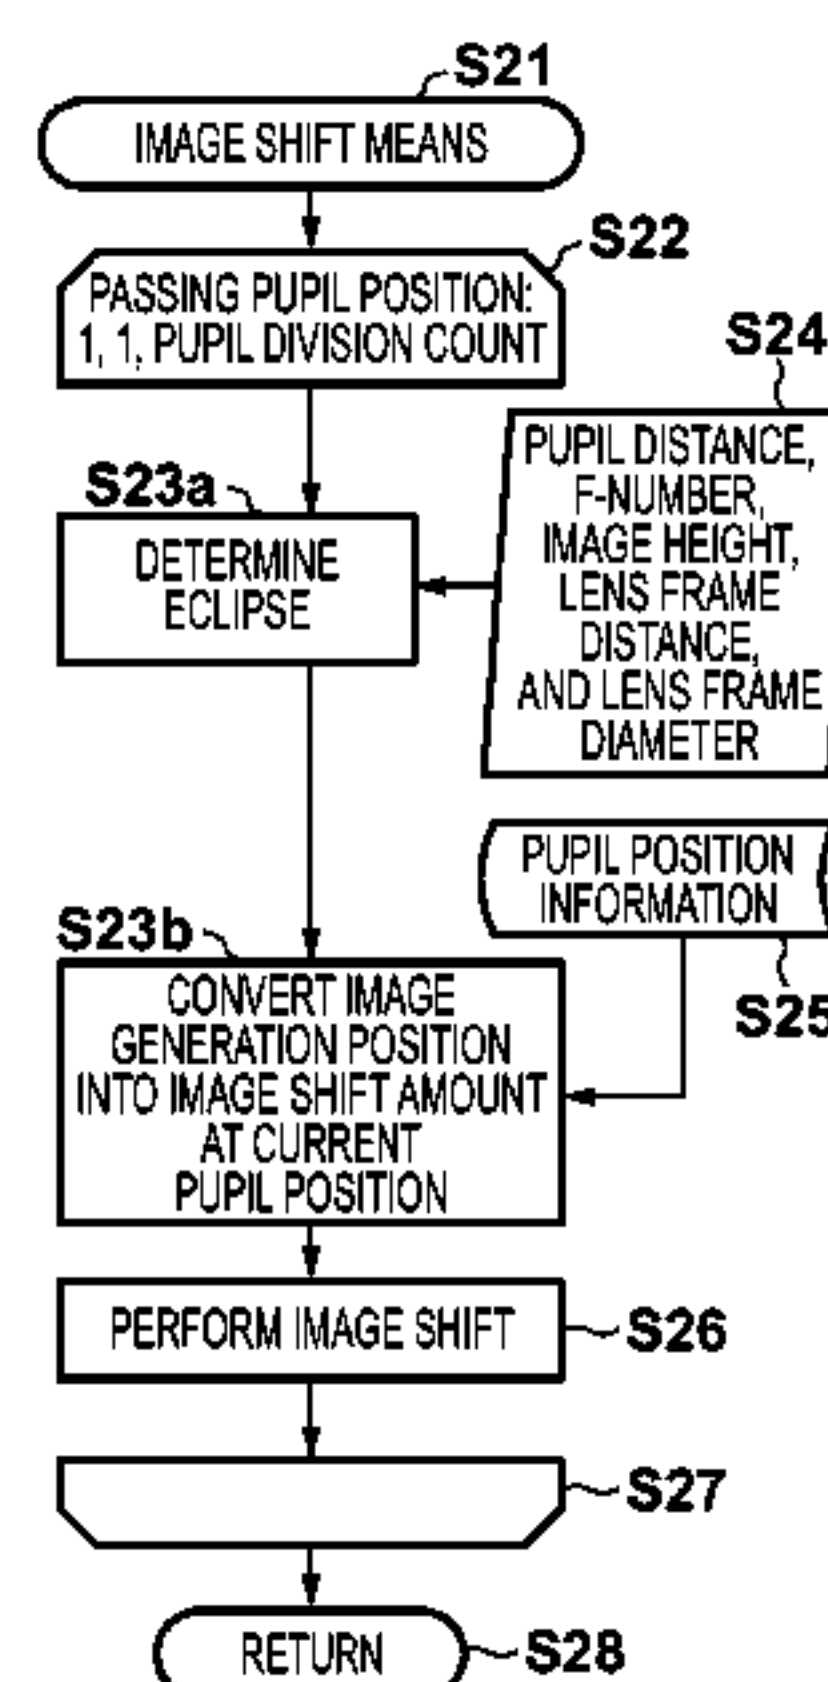 S21
IMAGE SHIFT MEANS
S22
PASSING PUPIL POSITION:
1, 1, PUPIL DIVISION COUNT
S24
PUPIL DISTANCE,
F-NUMBER,
IMAGE HEIGHT,
LENS FRAME
DISTANCE,
AND LENS FRAME
DIAMETER
S23a
DETERMINE
ECLIPSE
PUPIL POSITION
INFORMATION
S25
S23b
CONVERT IMAGE
GENERATION POSITION
INTO IMAGE SHIFT AMOUNT
AT CURRENT
PUPIL POSITION
PERFORM IMAGE SHIFT
S26
S27
RETURN
S28